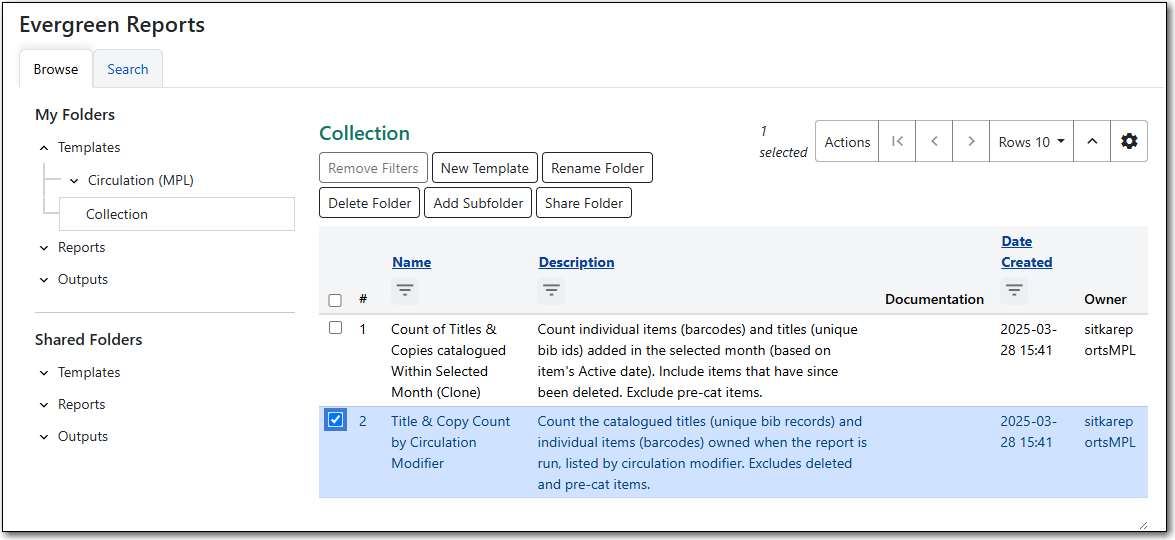 Evergreen Reports
Browse
Search
My Folders
Templates
Circulation (MPL)
Collection
Reports
Outputs
Shared Folders
Templates
Reports
Outputs
Collection
1
selected
Actions
Rows 10
Remove Filters
New Template
Rename Folder
Delete Folder
Add Subfolder
Share Folder
#
Name
Description
Documentation
Date
Created
Owner
1
Count of Titles &
Copies catalogued
Within Selected
Month (Clone)
Count individual items (barcodes) and titles (unique
bib ids) added in the selected month (based on
item's Active date). Include items that have since
been deleted. Exclude pre-cat items.
2025-03-
28 15:41
sitkarep
ortsMPL
2
Title & Copy Count
by Circulation
Modifier
Count the catalogued titles (unique bib records) and
individual items (barcodes) owned when the report is
run, listed by circulation modifier. Excludes deleted
and pre-cat items.
2025-03-
28 15:41
sitkarep
ortsMPL